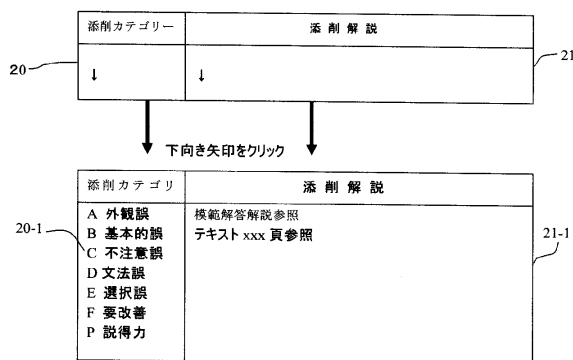 添削カテゴリー 添削解説
20 ↓ ↓ 21
下向き矢印をクリック
添削カテゴリ 添削解説
A 外観誤 模範解答解説参照
B 基本的誤 テキスト xxx 頁参照
20-1 C 不注意誤 21-1
D 文法誤
E 選択誤
F 要改善
P 説得力